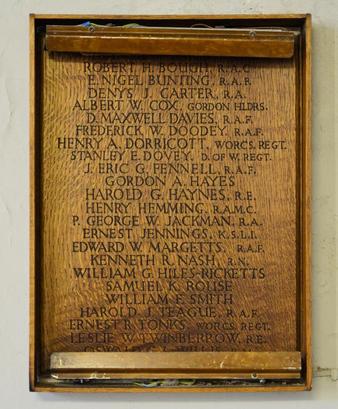 ROBERT H. BOUGH, R.A.C.
E. NIGEL BUNTING, R.A.F.
DENYS J. CARTER, R.A.
ALBERT W. COX, GORDON HLDRS.
D. MAXWELL DAVIES, R.A.F.
FREDERICK W. DOODEY, R.A.F.
HENRY A. DORRICOTT, WORCS. REGT.
STANLEY E. DOVEY, D. OF W. REGT.
J. ERIC G. FENNELL, R.A.F.
GORDON A. HAYES
HAROLD G. HAYNES, R.E.
HENRY HEMMING, R.A.M.C.
P. GEORGE W. JACKMAN, R.A.
ERNEST JENNINGS, K.S.L.I.
EDWARD W. MARGETTS, R.A.F.
KENNETH R. NASH, R.N.
WILLIAM G. HILES-RICKETTS
SAMUEL K. ROUSE
WILLIAM F. SMITH
HAROLD J. TEAGUE, R.A.F.
ERNEST R. TONKS, WORCS. REGT.
LESLIE W. TWINBERROW, R.E.